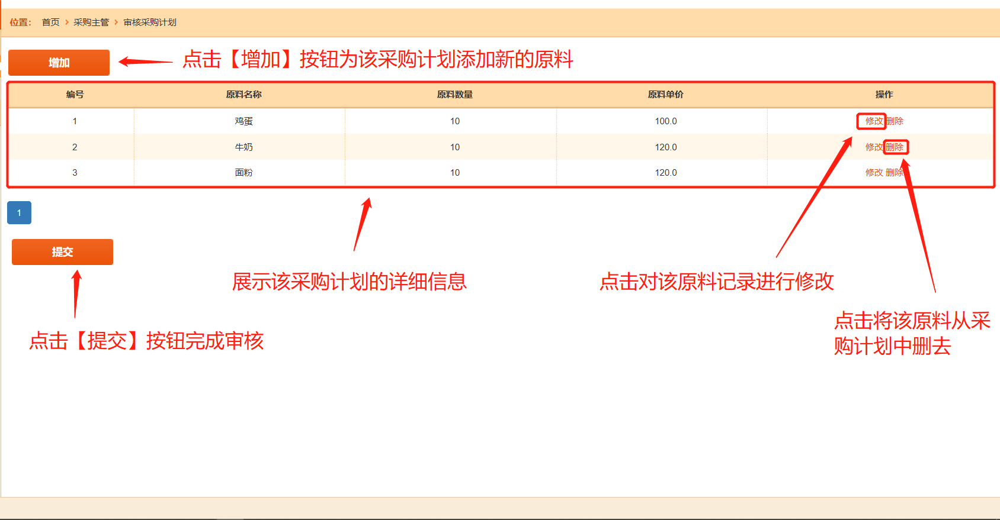 位置： 首页 > 采购主管 > 审核采购计划
增加
点击【增加】按钮为该采购计划添加新的原料
编号 原料名称 原料数量 原料单价 操作
1 鸡蛋 10 100.0 修改 删除
2 牛奶 10 120.0 修改 删除
3 面粉 10 120.0 修改 删除
1
提交
展示该采购计划的详细信息
点击对该原料记录进行修改
点击【提交】按钮完成审核
点击将该原料从采
购计划中删去